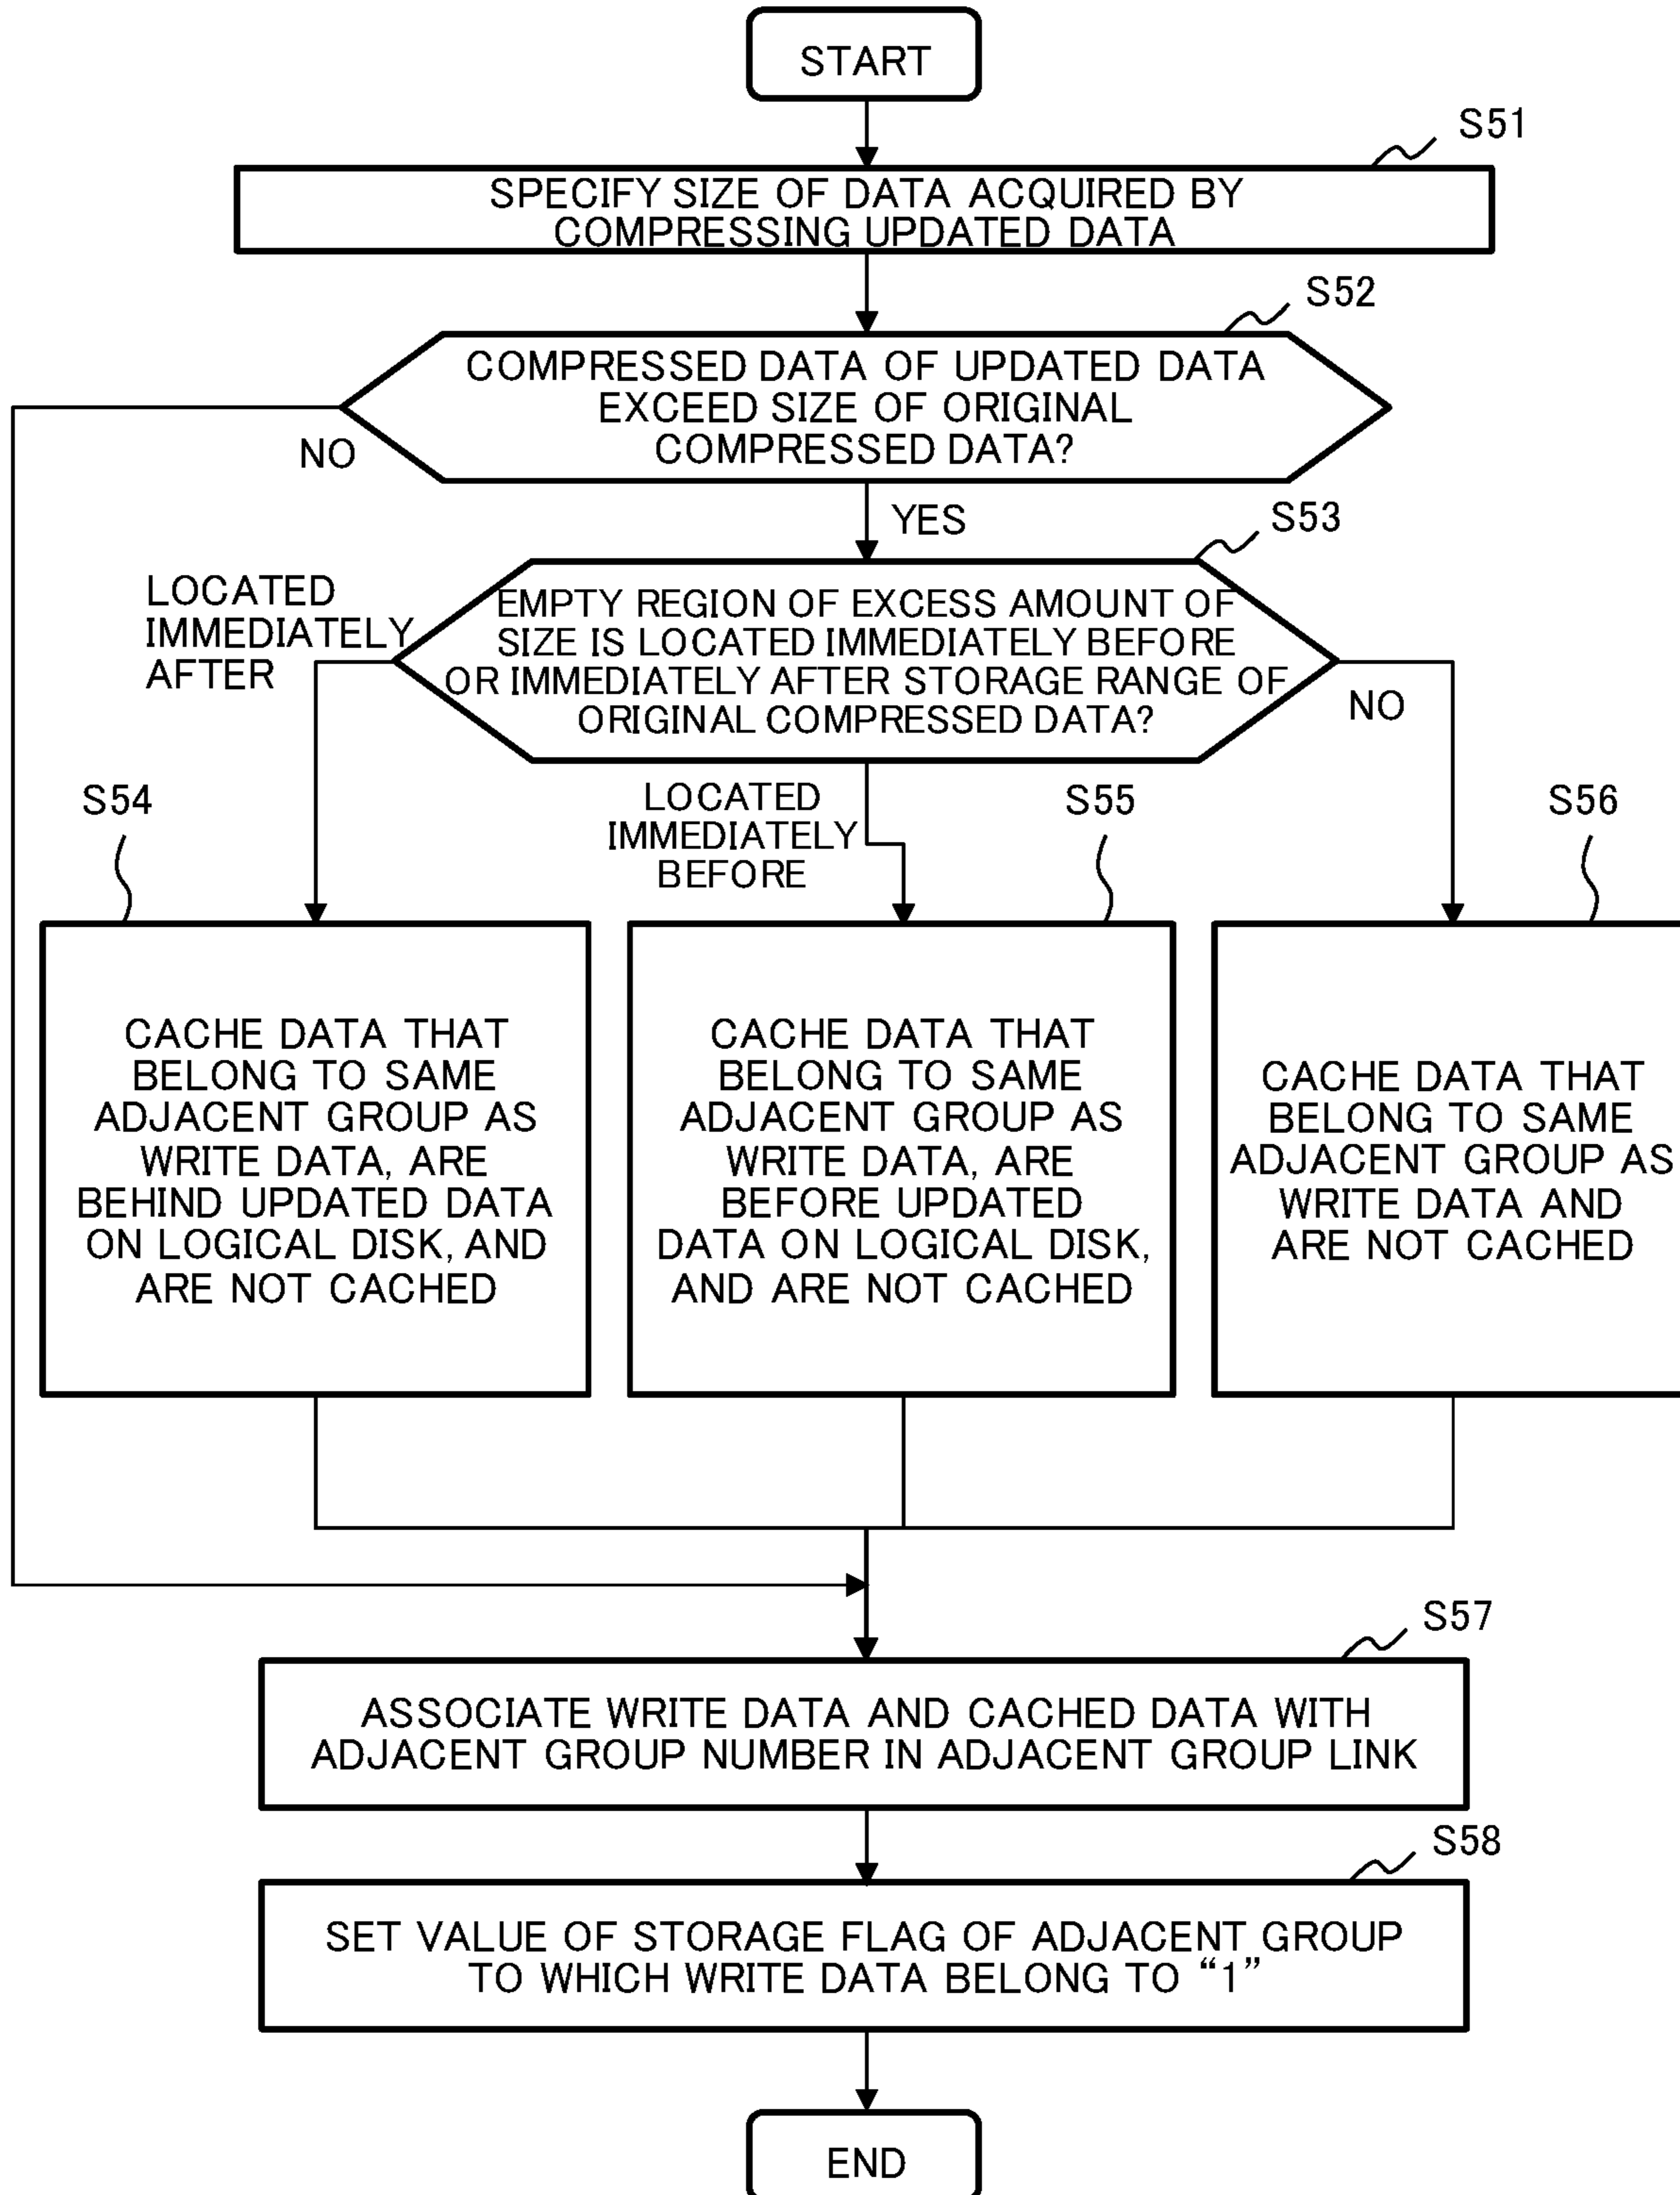 START
S51
SPECIFY SIZE OF DATA ACQUIRED BY
COMPRESSING UPDATED DATA
S52
COMPRESSED DATA OF UPDATED DATA
EXCEED SIZE OF ORIGINAL
COMPRESSED DATA?
NO
YES
S53
EMPTY REGION OF EXCESS AMOUNT OF
SIZE IS LOCATED IMMEDIATELY BEFORE
OR IMMEDIATELY AFTER STORAGE RANGE OF
ORIGINAL COMPRESSED DATA?
LOCATED
IMMEDIATELY
AFTER
LOCATED
IMMEDIATELY
BEFORE
NO
S54
CACHE DATA THAT
BELONG TO SAME
ADJACENT GROUP AS
WRITE DATA, ARE
BEHIND UPDATED DATA
ON LOGICAL DISK, AND
ARE NOT CACHED
S55
CACHE DATA THAT
BELONG TO SAME
ADJACENT GROUP AS
WRITE DATA, ARE
BEFORE UPDATED
DATA ON LOGICAL DISK,
AND ARE NOT CACHED
S56
CACHE DATA THAT
BELONG TO SAME
ADJACENT GROUP AS
WRITE DATA AND
ARE NOT CACHED
S57
ASSOCIATE WRITE DATA AND CACHED DATA WITH
ADJACENT GROUP NUMBER IN ADJACENT GROUP LINK
S58
SET VALUE OF STORAGE FLAG OF ADJACENT GROUP
TO WHICH WRITE DATA BELONG TO “1”
END